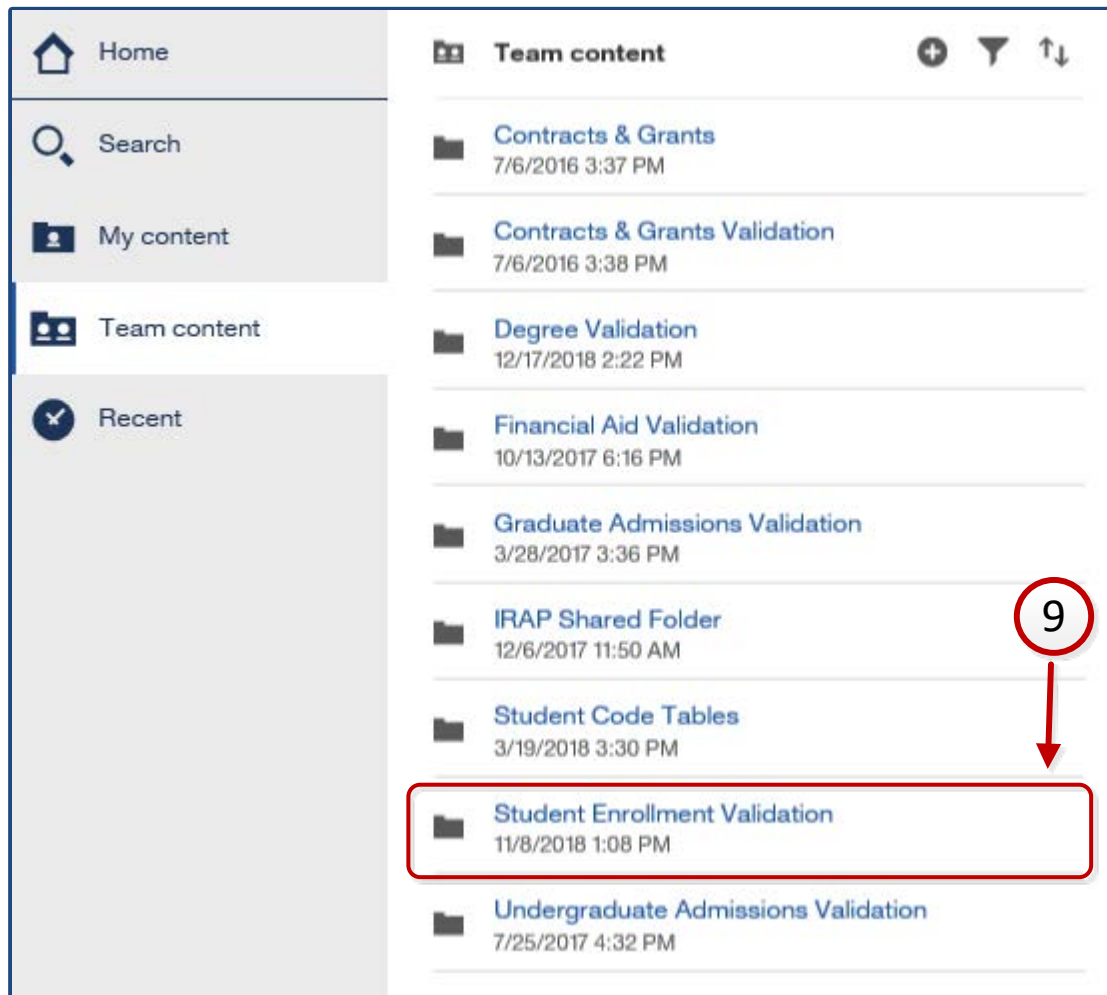 Home
Search
My content
Team content
Recent
Team content
Contracts & Grants
7/6/2016 3:37 PM
Contracts & Grants Validation
7/6/2016 3:38 PM
Degree Validation
12/17/2018 2:22 PM
Financial Aid Validation
10/13/2017 6:16 PM
Graduate Admissions Validation
3/28/2017 3:36 PM
IRAP Shared Folder
12/6/2017 11:50 AM
9
Student Code Tables
3/19/2018 3:30 PM
Student Enrollment Validation
11/8/2018 1:08 PM
Undergraduate Admissions Validation
7/25/2017 4:32 PM